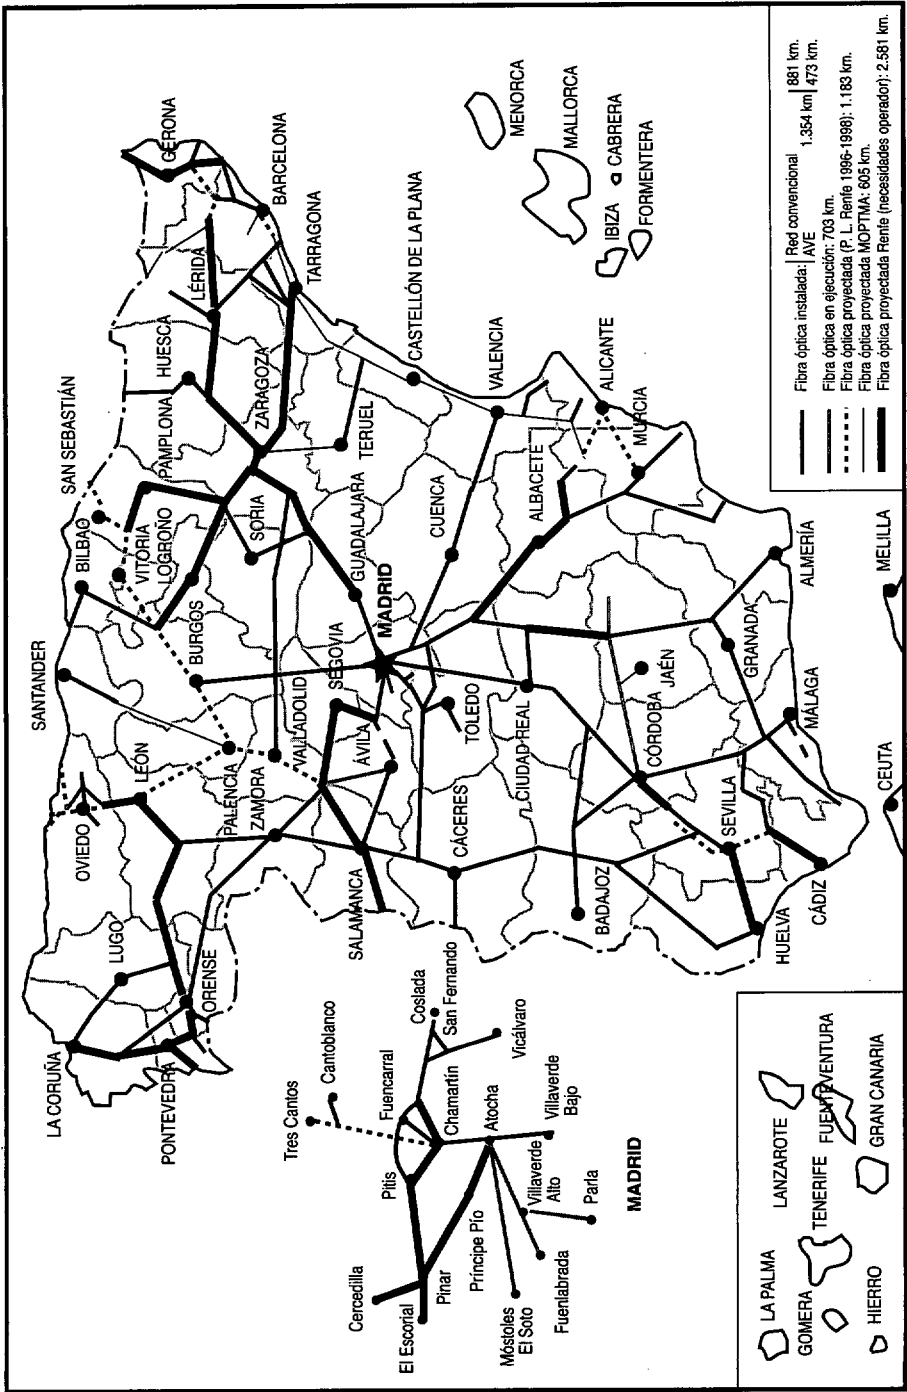 LA CORUÑA
LUGO
OVIEDO
SANTANDER
BILBAO
SAN SEBASTIÁN
PONTEVEDRA
ORENSE
LEÓN
PALENCIA
BURGOS
VITORIA
LOGROÑO
PAMPLONA
HUESCA
LÉRIDA
GERONA
ZAMORA
VALLADOLID
SORIA
ZARAGOZA
BARCELONA
TARRAGONA
SALAMANCA
ÁVILA
SEGOVIA
MADRID
GUADALAJARA
TERUEL
CASTELLÓN DE LA PLANA
CÁCERES
TOLEDO
CUENCA
VALENCIA
BADAJOZ
CIUDAD REAL
ALBACETE
ALICANTE
MURCIA
HUELVA
SEVILLA
CÓRDOBA
JAÉN
CÁDIZ
MÁLAGA
GRANADA
ALMERÍA
CEUTA
MELILLA
MENORCA
MALLORCA
IBIZA
CABRERA
FORMENTERA
Tres Cantos
Cantoblanco
Cercedilla
Pitis
Fuencarral
Coslada
San Fernando
El Escorial
Pinar
Chamartín
Príncipe Pío
Atocha
Vicálvaro
Móstoles
El Soto
Fuenlabrada
Villaverde
Alto
Villaverde
Bajo
Parla
MADRID
LA PALMA
LANZAROTE
GOMERA
TENERIFE
FUENTEVENTURA
HIERRO
GRAN CANARIA
Fibra óptica instalada: Red convencional 1.354 km 881 km.
AVE 473 km.
Fibra óptica en ejecución: 703 km.
Fibra óptica proyectada (P. L. Renfe 1996-1998): 1.183 km.
Fibra óptica proyectada MOPTMA: 605 km.
Fibra óptica proyectada Renfe (necesidades operador): 2.581 km.